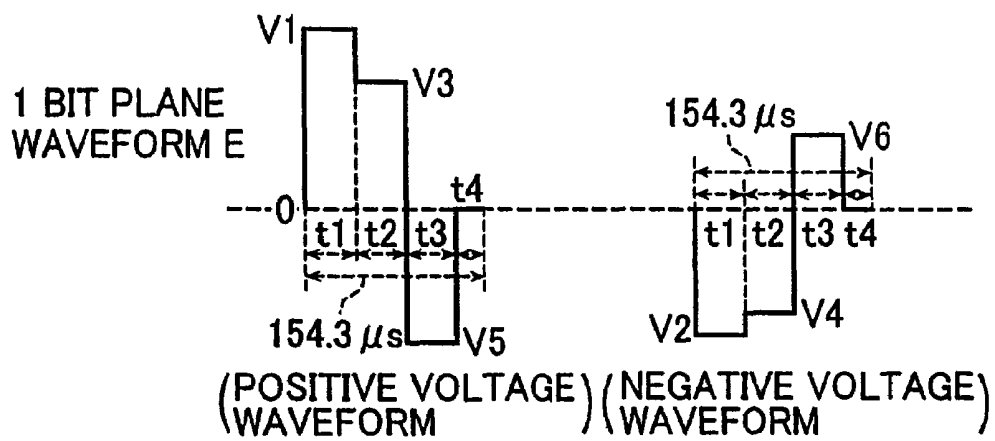 V1
V3
1 BIT PLANE
WAVEFORM E
154.3 μs
V6
t4
0
t1 t2 t3
t1 t2 t3 t4
154.3 μs
V5
V2
V4
(POSITIVE VOLTAGE WAVEFORM)
(NEGATIVE VOLTAGE WAVEFORM)